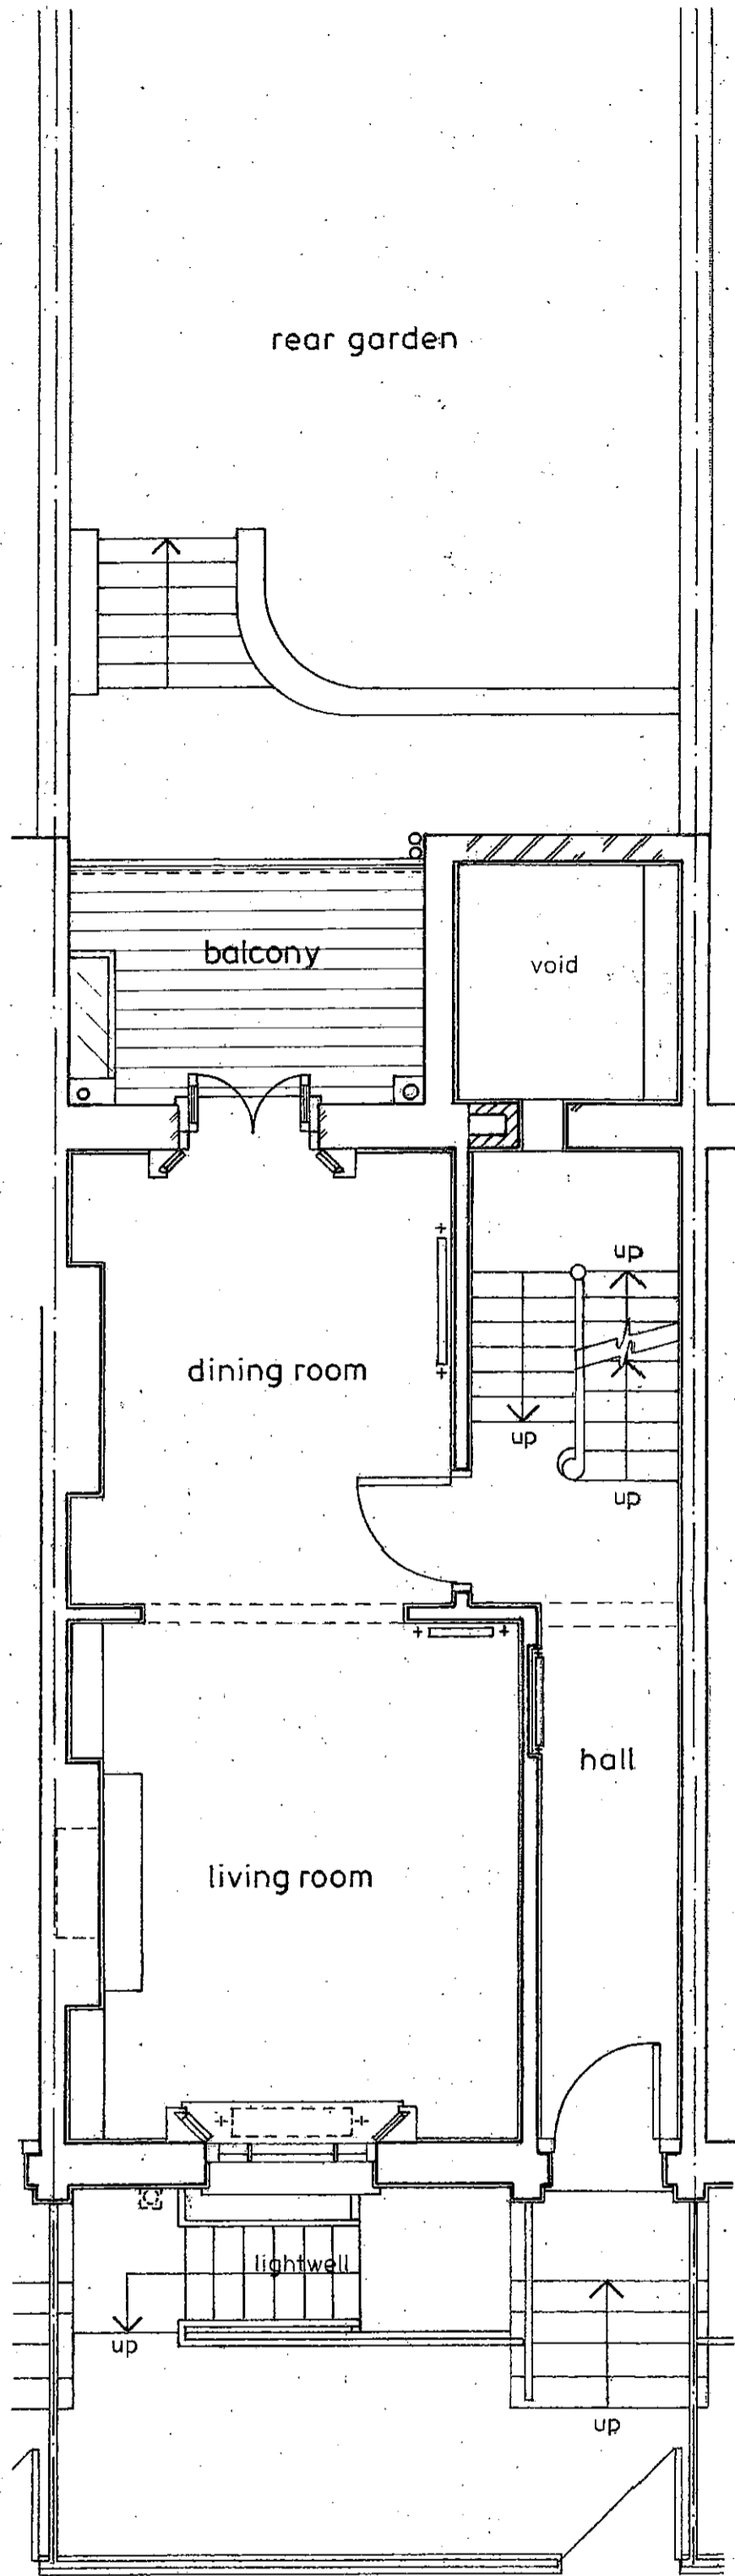 rear garden
balcony
void
up
dining room
up
up
hall
living room
lightwell
up
up